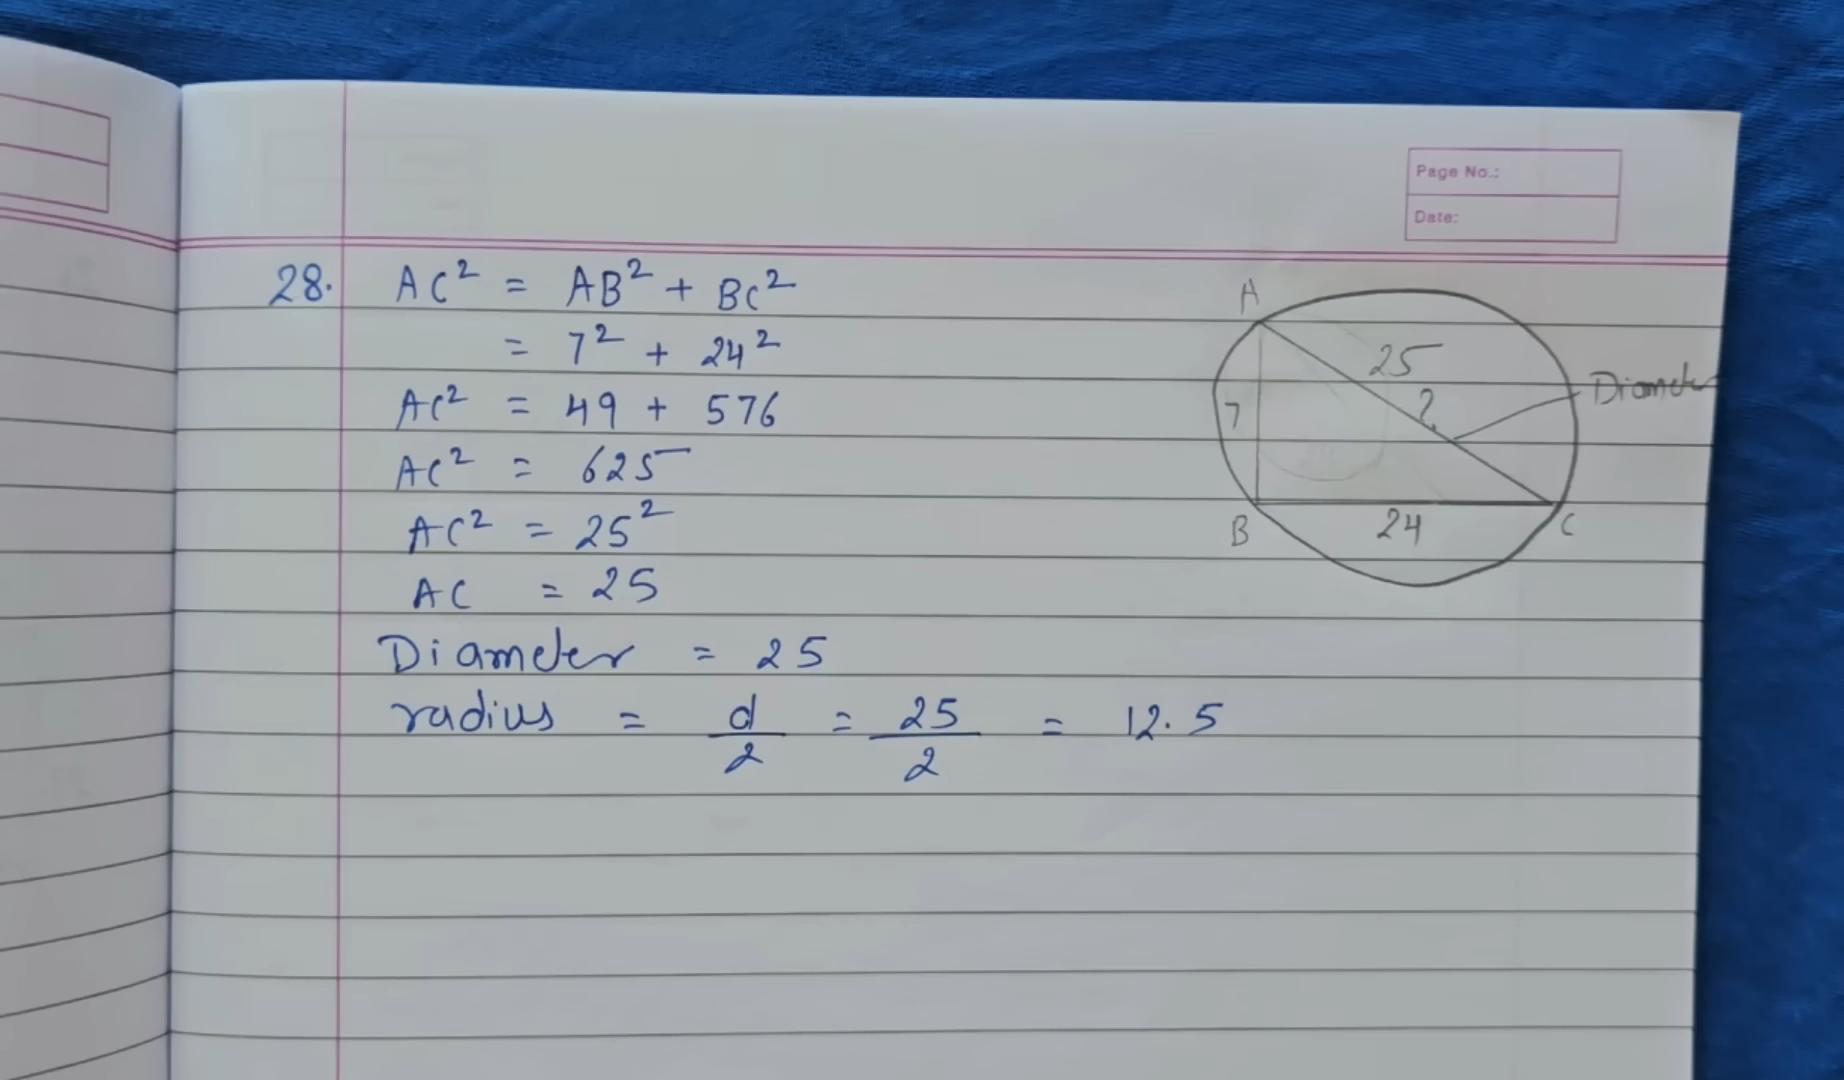 Page No.:
Date:
28. AC² = AB² + BC²
= 7² + 24²
AC² = 49 + 576
AC² = 625
AC² = 25²
AC = 25
Diameter = 25
radius = d/2 = 25/2 = 12.5
A
25
Diameter
7
?
B
24
C